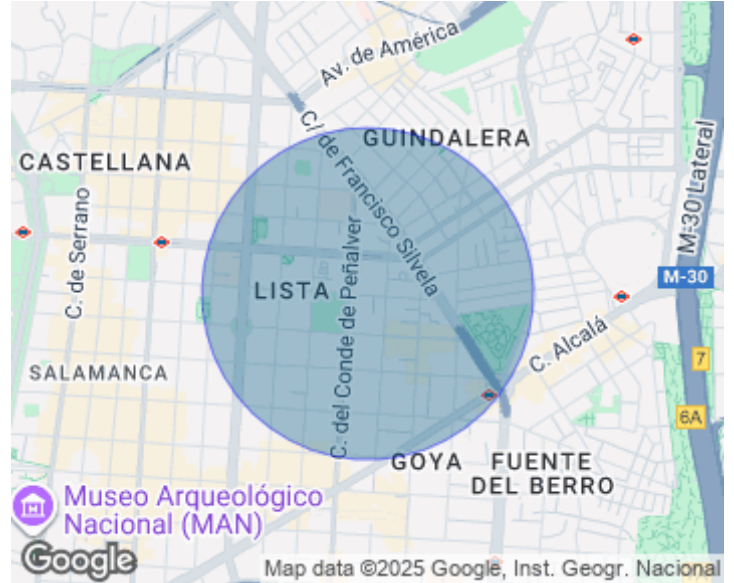 Av. de América
C/ de Francisco Silvela
GUINDALERA
CASTELLANA
M-30 Lateral
C. de Serrano
C. del Conde de Peñalver
LISTA
M-30
C. Alcalá
SALAMANCA
7
6A
GOYA
FUENTE
DEL BERRO
Museo Arqueológico
Nacional (MAN)
Google
Map data ©2025 Google, Inst. Geogr. Nacional